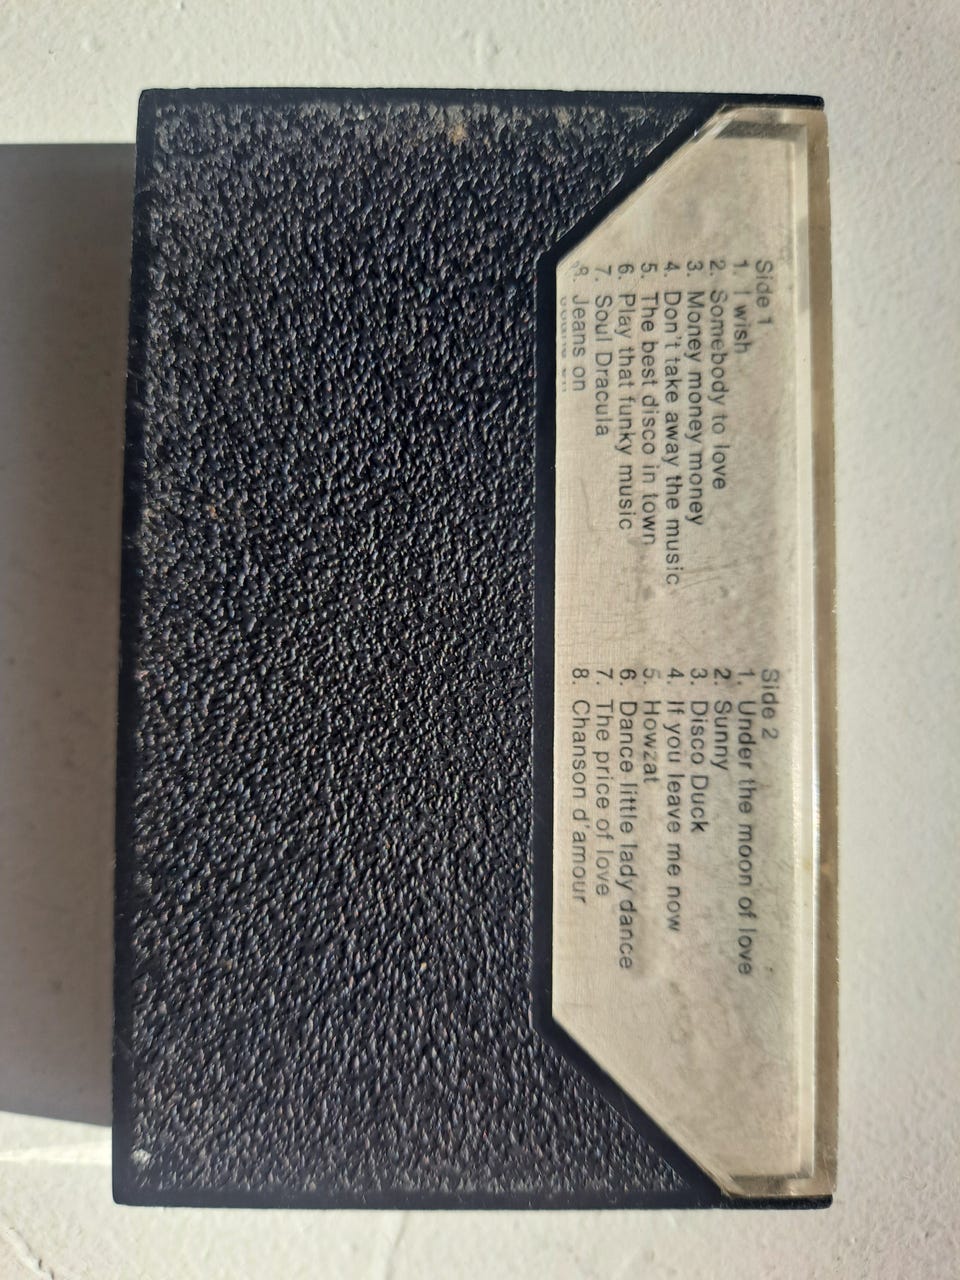 Side 1
1. I wish
2. Somebody to love
3. Money money money
4. Don't take away the music
5. The best disco in town
6. Play that funky music
7. Soul Dracula
8. Jeans on
Side 2
1. Under the moon of love
2. Sunny
3. Disco Duck
4. If you leave me now
5. Howzat
6. Dance little lady dance
7. The price of love
8. Chanson d'amour